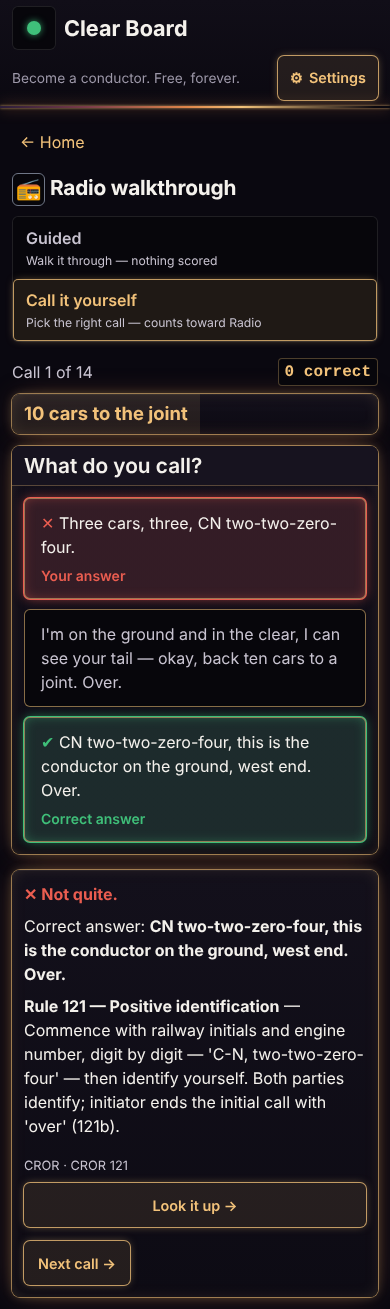 Clear Board
Become a conductor. Free, forever.
⚙ Settings
← Home
Radio walkthrough
Guided
Walk it through — nothing scored
Call it yourself
Pick the right call — counts toward Radio
Call 1 of 14
0 correct
10 cars to the joint
What do you call?
✕ Three cars, three, CN two-two-zero-
four.
Your answer
I'm on the ground and in the clear, I can
see your tail — okay, back ten cars to a
joint. Over.
✔ CN two-two-zero-four, this is the
conductor on the ground, west end.
Over.
Correct answer
✕ Not quite.
Correct answer: CN two-two-zero-four, this
is the conductor on the ground, west end.
Over.
Rule 121 — Positive identification —
Commence with railway initials and engine
number, digit by digit — 'C-N, two-two-zero-
four' — then identify yourself. Both parties
identify; initiator ends the initial call with
'over' (121b).
CROR · CROR 121
Look it up →
Next call →